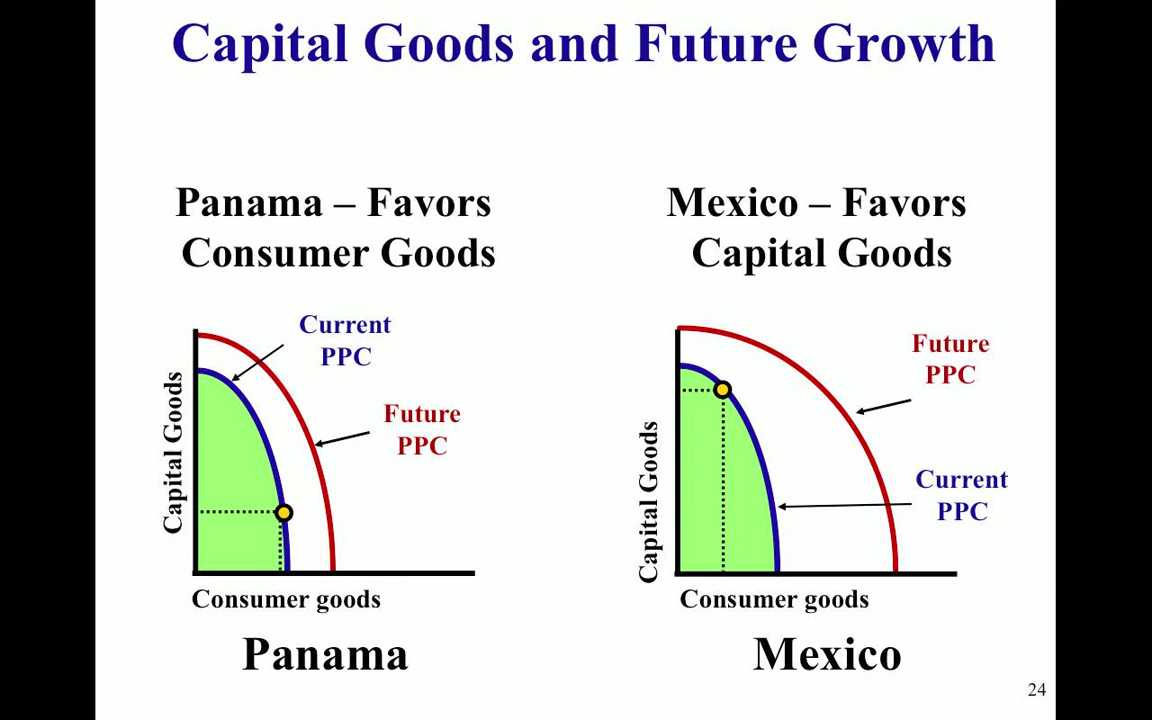 Capital Goods and Future Growth
Panama – Favors
Consumer Goods
Mexico – Favors
Capital Goods
Current
PPC
Future
PPC
Capital Goods
Consumer goods
Panama
Future
PPC
Current
PPC
Capital Goods
Consumer goods
Mexico
24